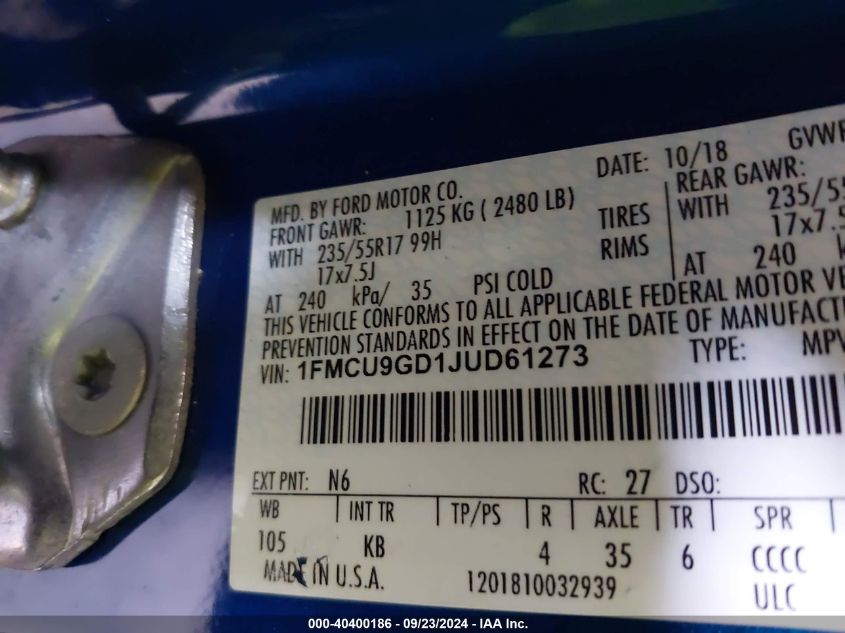 MFD. BY FORD MOTOR CO.
DATE: 10/18
FRONT GAWR: 1125 KG ( 2480 LB)
REAR GAWR:
WITH 235/55R17 99H TIRES
WITH
17x7.5J RIMS
AT 240 kPa/ 35 PSI COLD
AT 240
THIS VEHICLE CONFORMS TO ALL APPLICABLE FEDERAL MOTOR
PREVENTION STANDARDS IN EFFECT ON THE DATE OF
VIN: 1FMCU9GD1JUD61273 TYPE: MPV
EXT PNT: N6 RC: 27 DSO:
WB INT TR TP/PS R AXLE TR SPR
105 KB 4 35 6 CCCC
MADE IN U.S.A. 1201810032939 ULC
000-40400186 - 09/23/2024 - IAA Inc.